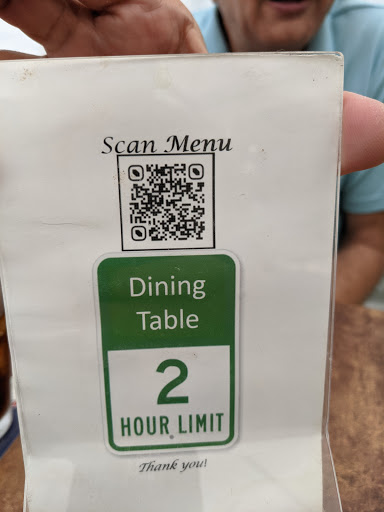 Scan Menu
Dining
Table
2
HOUR LIMIT
Thank you!